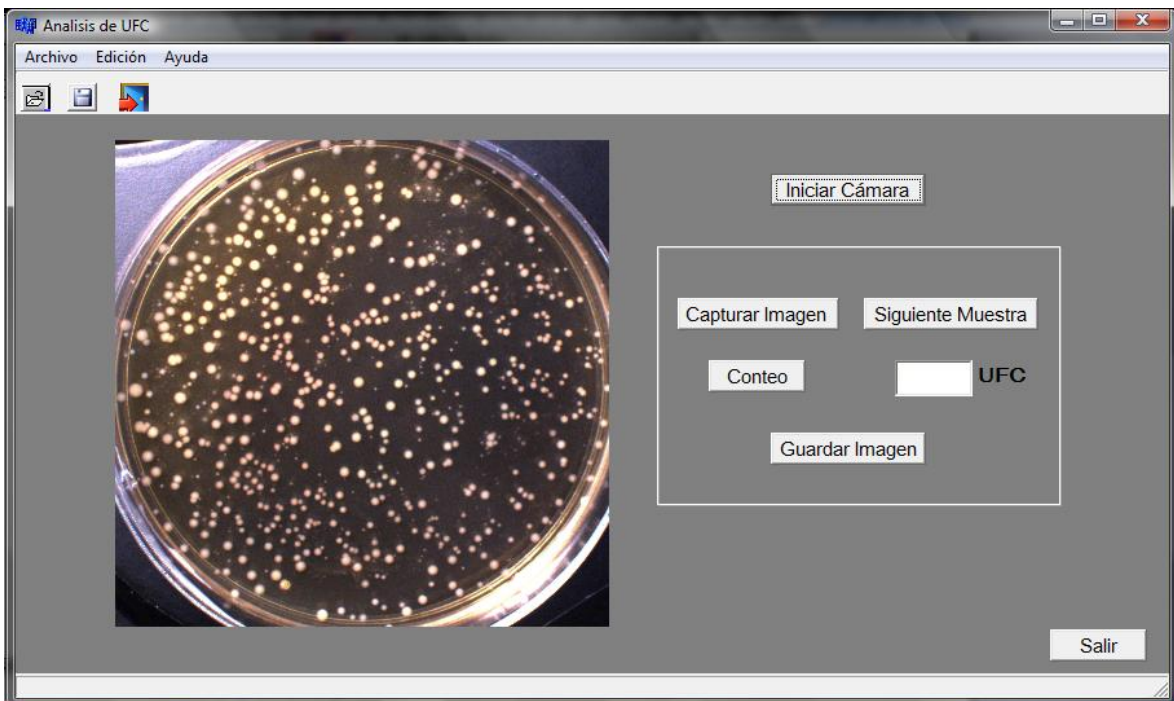 Analisis de UFC
Archivo Edición Ayuda
Iniciar Cámara
Capturar Imagen Siguiente Muestra
Conteo UFC
Guardar Imagen
Salir